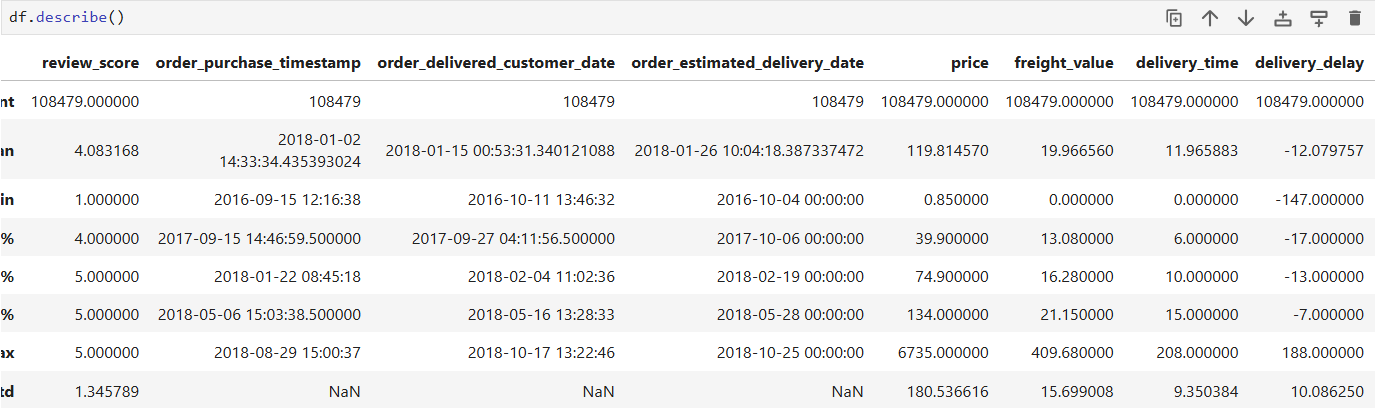 df.describe()
review_score order_purchase_timestamp order_delivered_customer_date order_estimated_delivery_date price freight_value delivery_time delivery_delay
nt 108479.000000 108479 108479 108479 108479.000000 108479.000000 108479.000000 108479.000000
an 4.083168 2018-01-02 14:33:34.435393024 2018-01-15 00:53:31.340121088 2018-01-26 10:04:18.387337472 119.814570 19.966560 11.965883 -12.079757
in 1.000000 2016-09-15 12:16:38 2016-10-11 13:46:32 2016-10-04 00:00:00 0.850000 0.000000 0.000000 -147.000000
% 4.000000 2017-09-15 14:46:59.500000 2017-09-27 04:11:56.500000 2017-10-06 00:00:00 39.900000 13.080000 6.000000 -17.000000
% 5.000000 2018-01-22 08:45:18 2018-02-04 11:02:36 2018-02-19 00:00:00 74.900000 16.280000 10.000000 -13.000000
% 5.000000 2018-05-06 15:03:38.500000 2018-05-16 13:28:33 2018-05-28 00:00:00 134.000000 21.150000 15.000000 -7.000000
ax 5.000000 2018-08-29 15:00:37 2018-10-17 13:22:46 2018-10-25 00:00:00 6735.000000 409.680000 208.000000 188.000000
td 1.345789 NaN NaN NaN 180.536616 15.699008 9.350384 10.086250